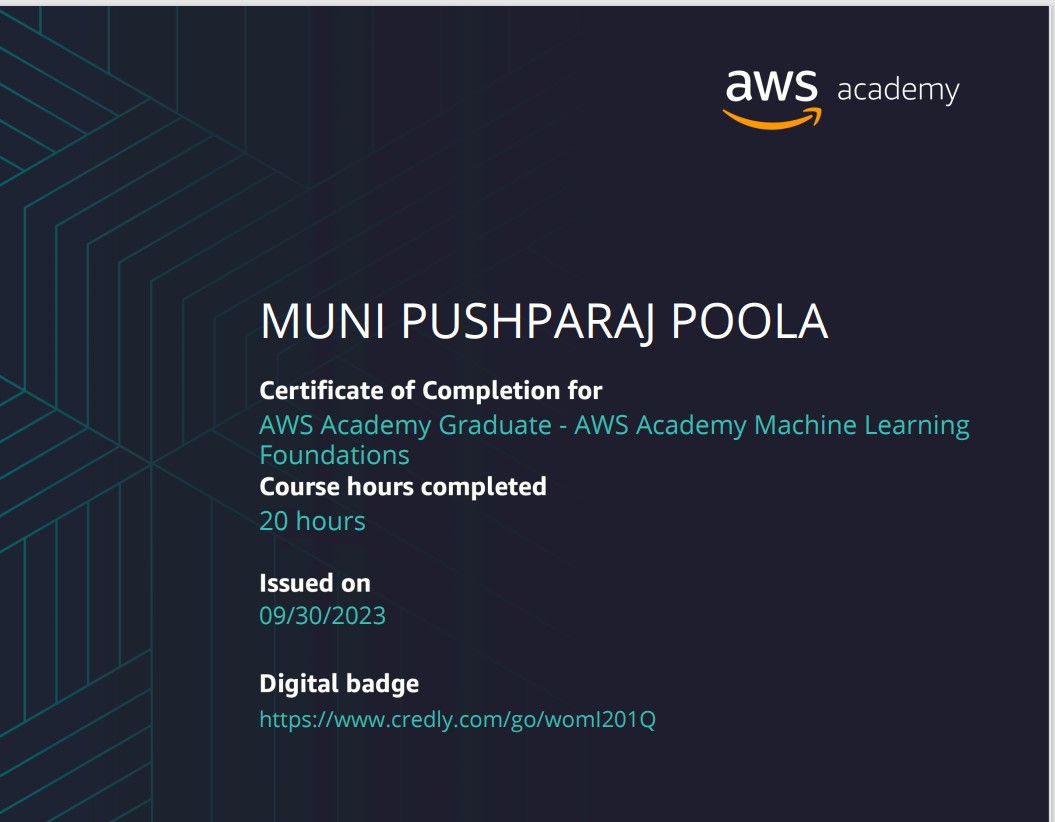 aws academy
MUNI PUSHPARAJ POOLA
Certificate of Completion for
AWS Academy Graduate - AWS Academy Machine Learning
Foundations
Course hours completed
20 hours
Issued on
09/30/2023
Digital badge
https://www.credly.com/go/womI201Q